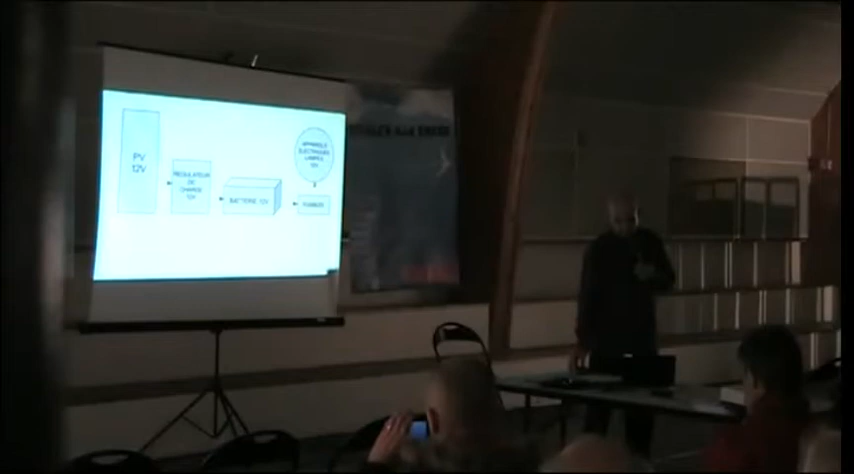 PV
12V
REGULATEUR
DE
CHARGE
12V
BATTERIE 12V
APPAREILS
ELECTRIQUES
LAMPES
12V
FUSIBLES